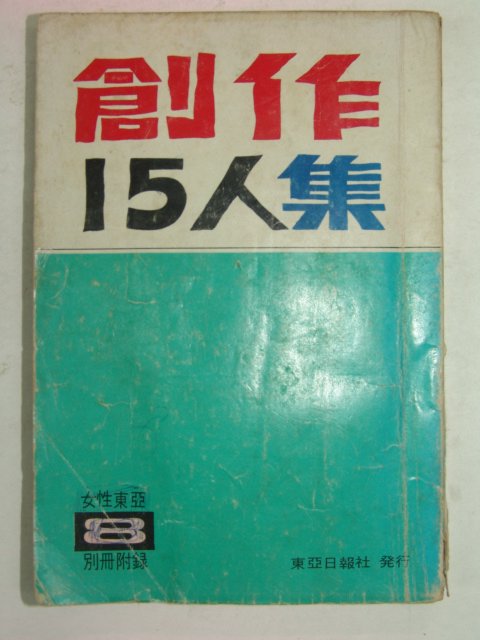 創作
15人集
女性東亞
8
別冊附錄
東亞日報社 発行